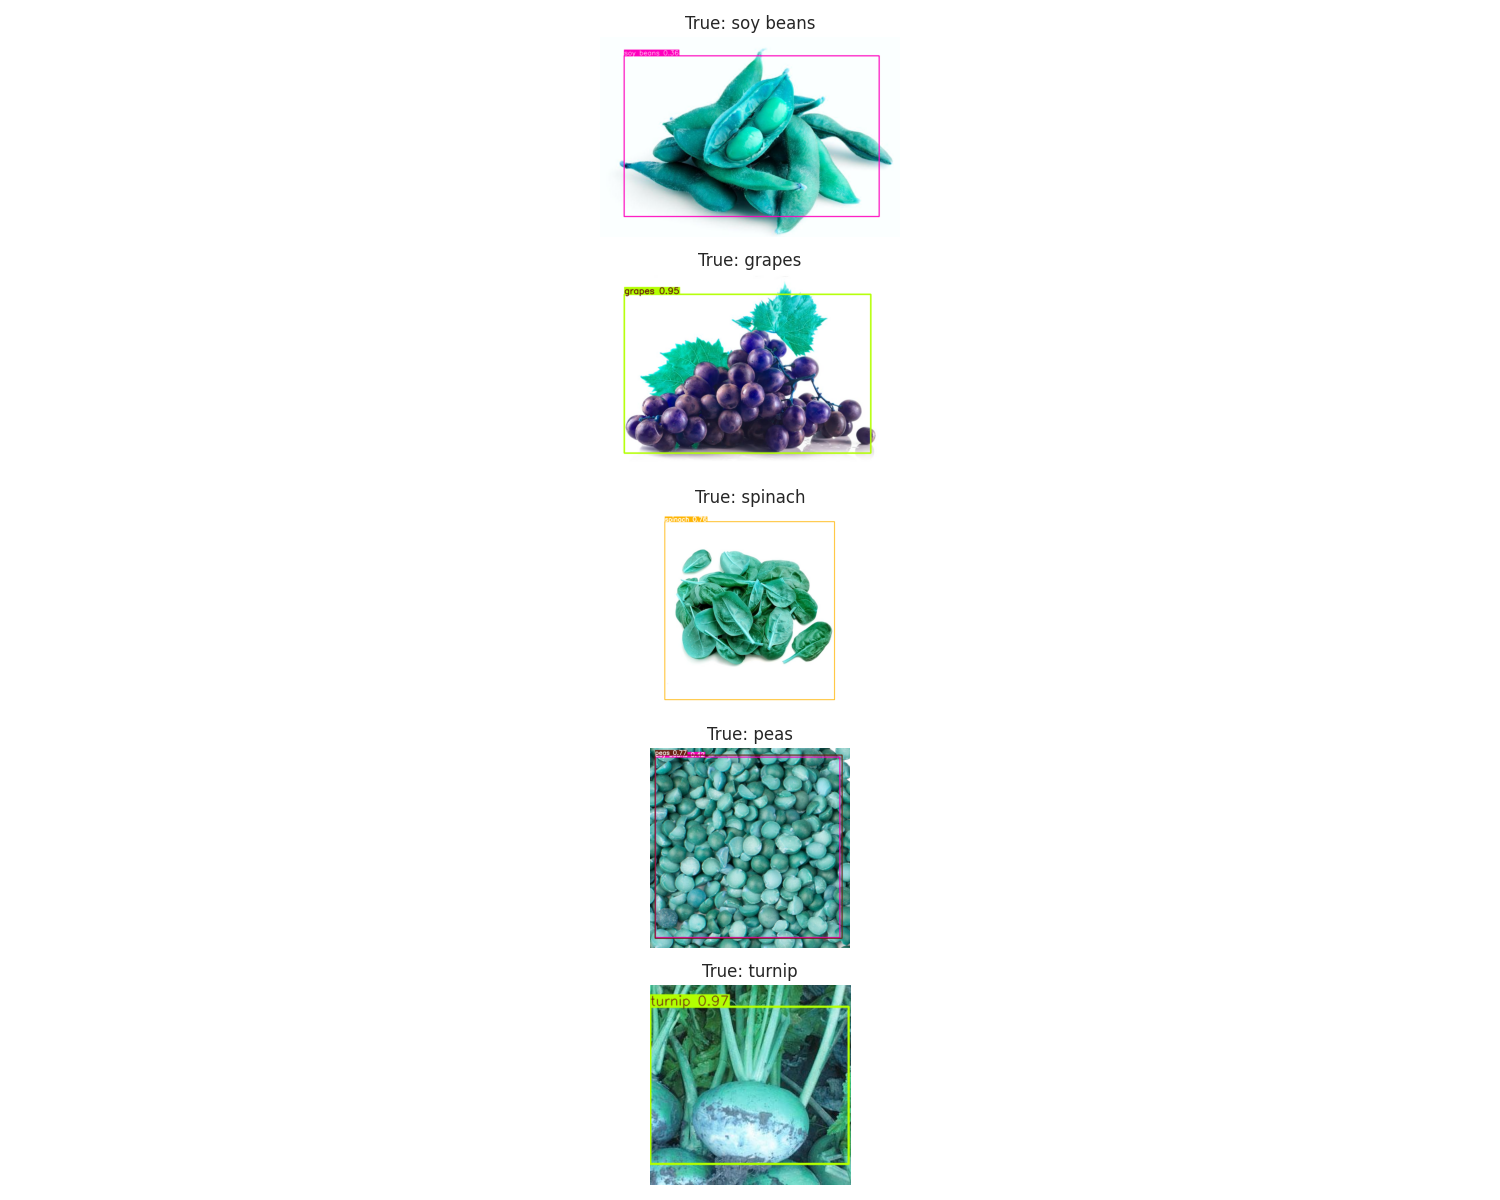 True: soy beans
soy beans 0.36
True: grapes
grapes 0.95
True: spinach
spinach 0.76
True: peas
peas 0.77
True: turnip
turnip 0.97